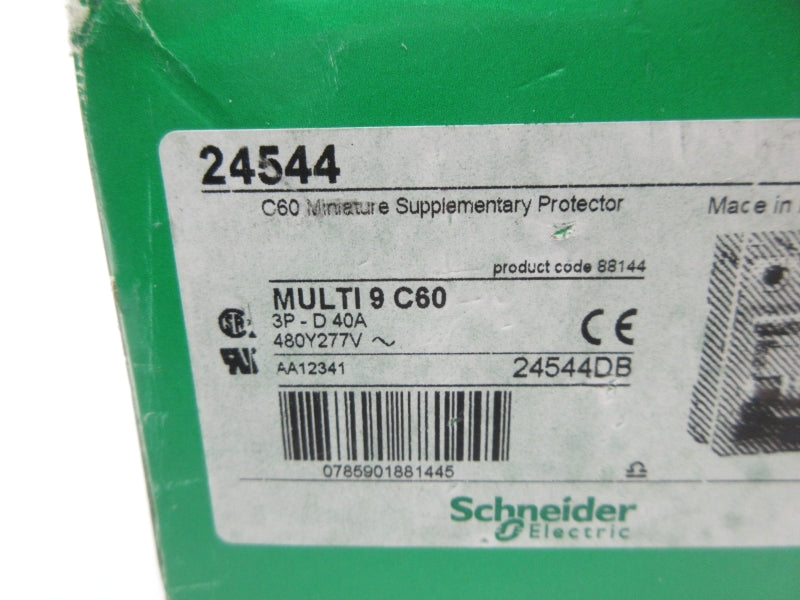 24544
C60 Miniature Supplementary Protector
Made in
product code 88144
MULTI 9 C60
3P - D 40A
480Y277V ~
CE
AA12341
24544DB
0785901881445
Schneider
Electric